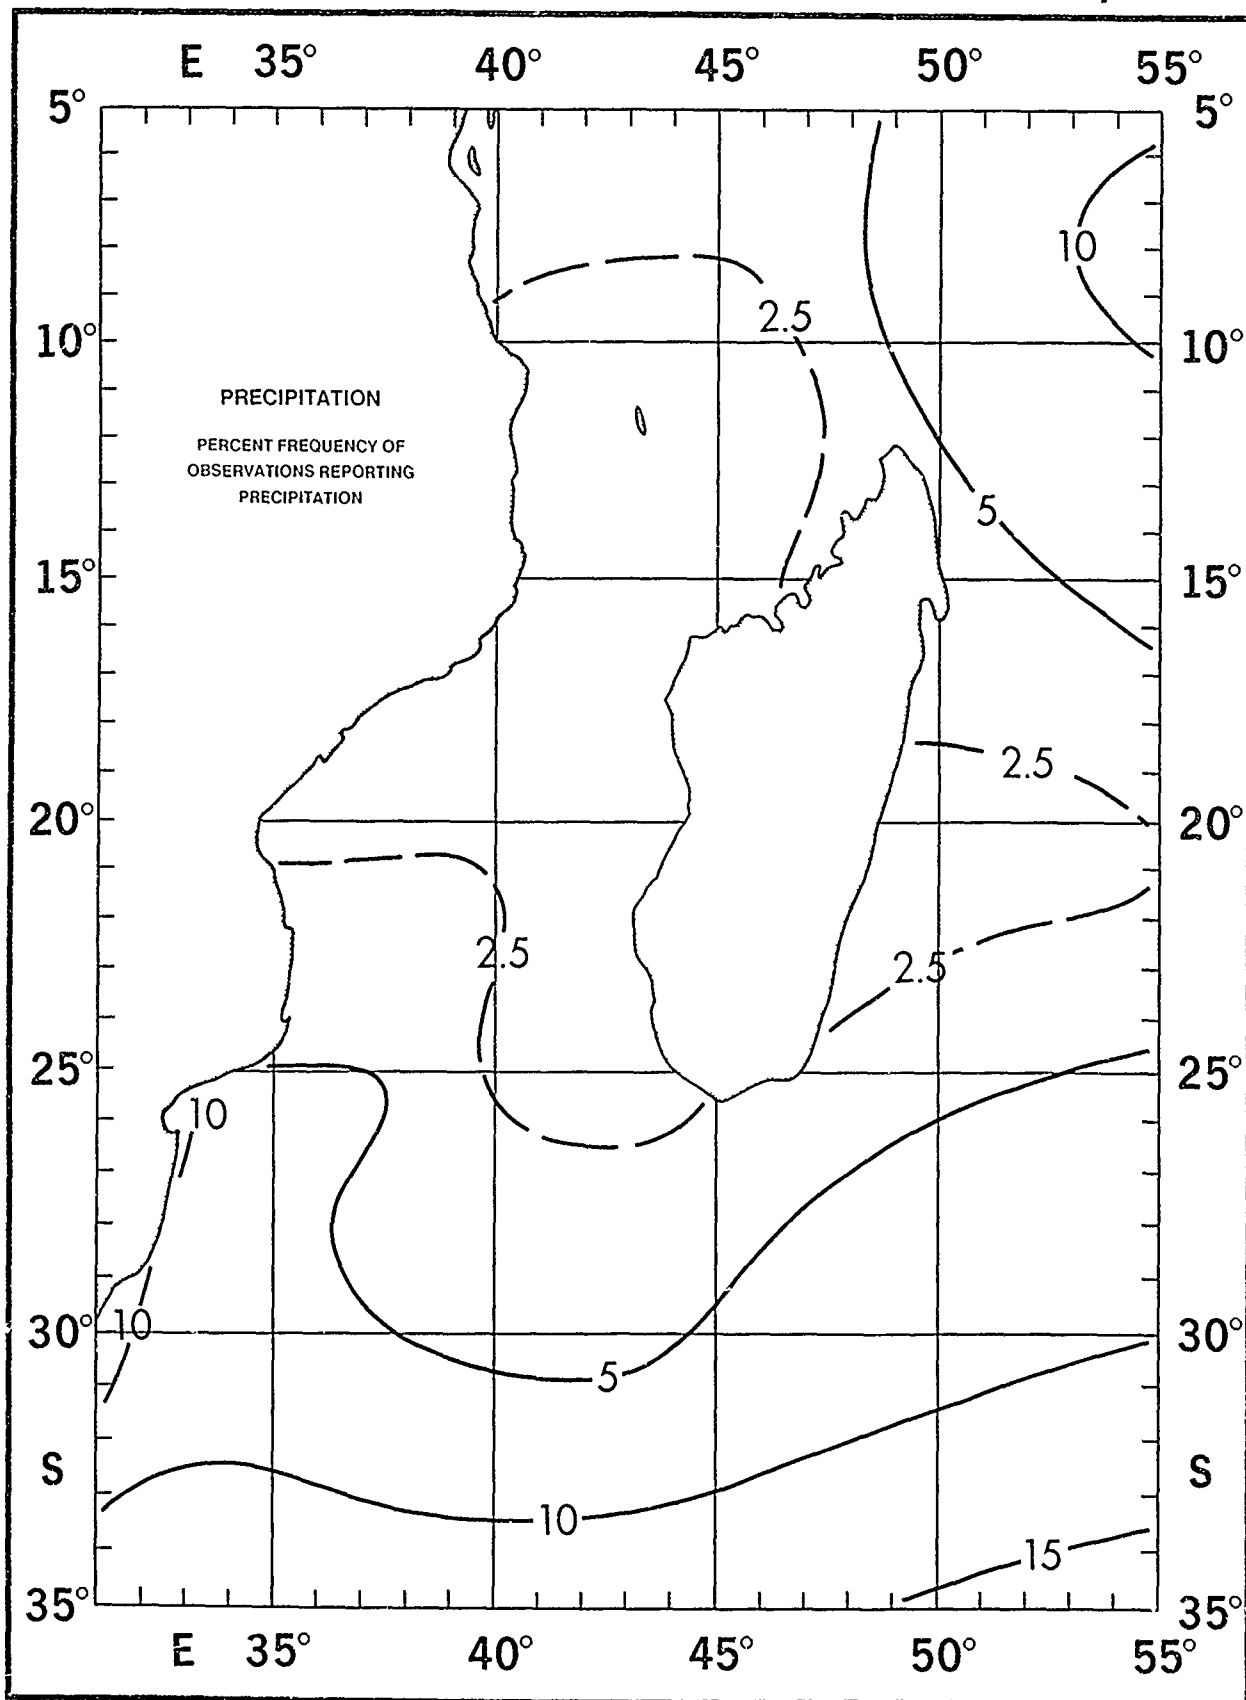 E 35° 40° 45° 50° 55°
5° 5°
10
2.5
10° 10°
PRECIPITATION
PERCENT FREQUENCY OF
OBSERVATIONS REPORTING
PRECIPITATION
5
15° 15°
2.5
20° 20°
2.5
2.5
25° 25°
10
10
30° 30°
5
S S
10
15
35° 35°
E 35° 40° 45° 50° 55°